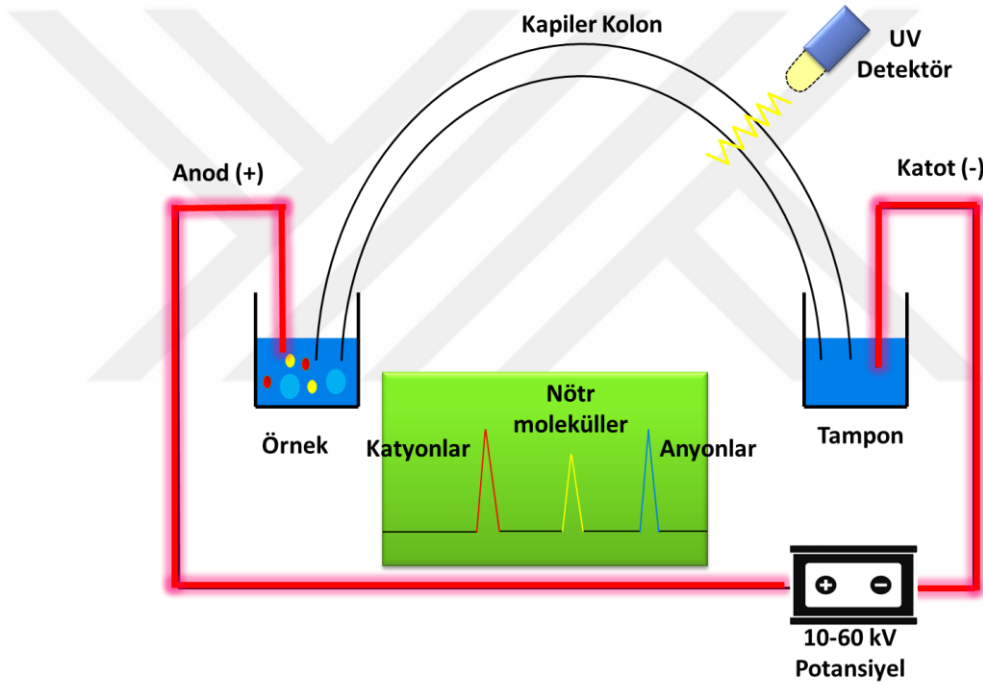 Kapiler Kolon
UV
Detektör
Anod (+)
Katot (-)
Örnek
Nötr
moleküller
Katyonlar
Anyonlar
Tampon
+ -
10-60 kV
Potansiyel